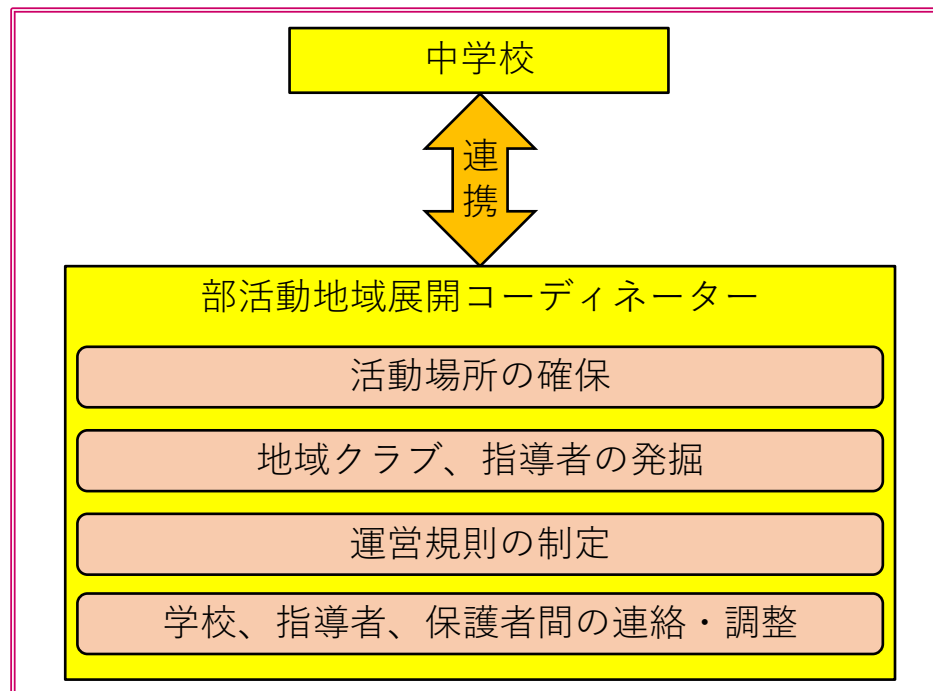 中学校
連携
部活動地域展開コーディネーター
活動場所の確保
地域クラブ、指導者の発掘
運営規則の制定
学校、指導者、保護者間の連絡・調整